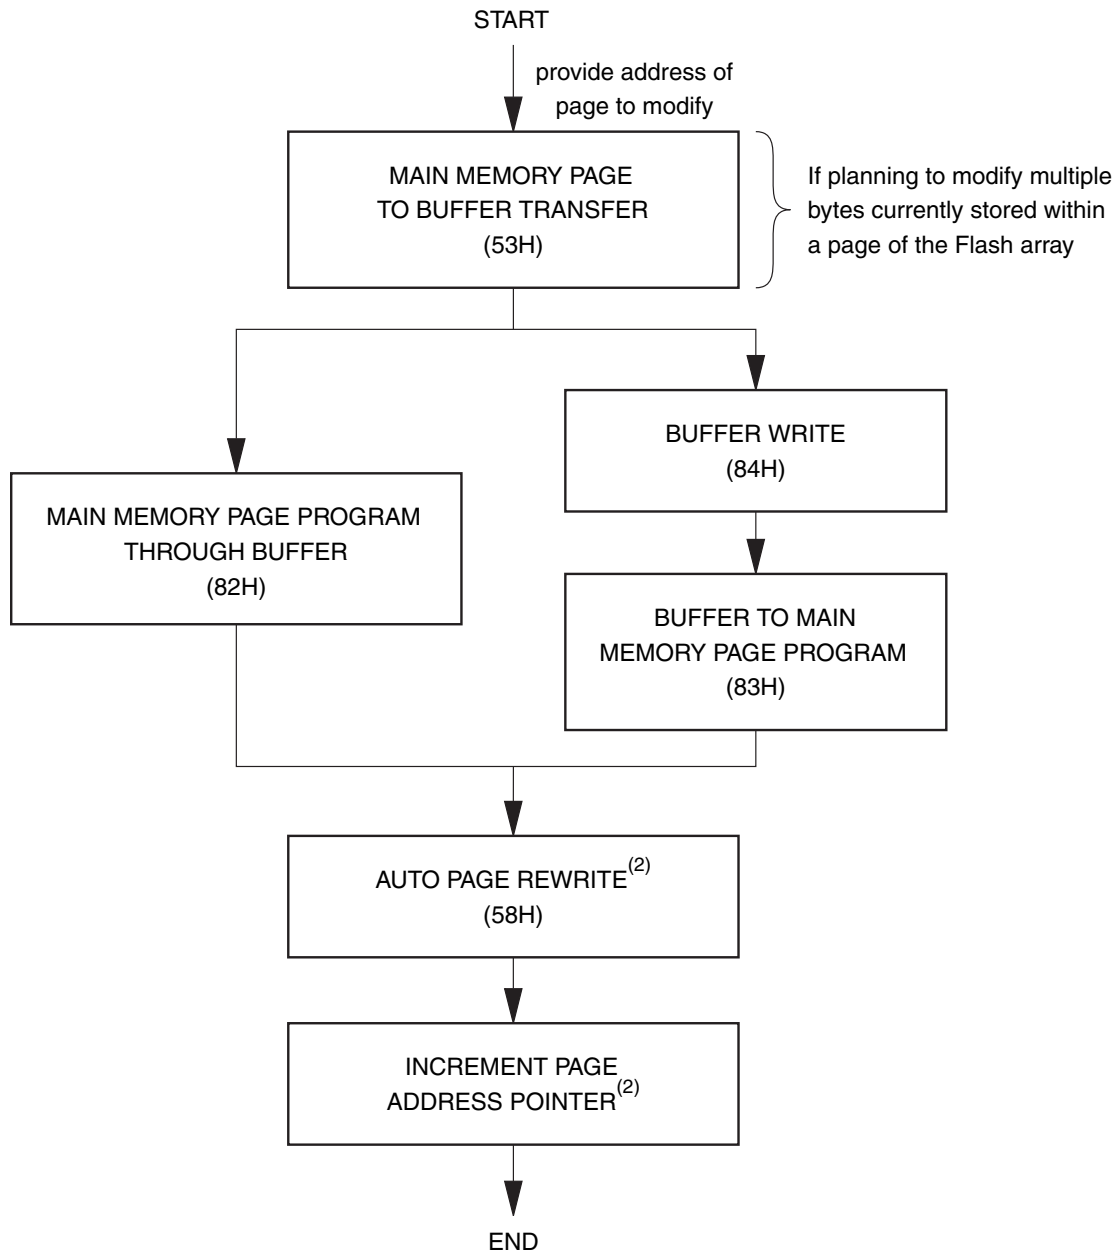 START
provide address of
page to modify
MAIN MEMORY PAGE
TO BUFFER TRANSFER
(53H)
If planning to modify multiple
bytes currently stored within
a page of the Flash array
MAIN MEMORY PAGE PROGRAM
THROUGH BUFFER
(82H)
BUFFER WRITE
(84H)
BUFFER TO MAIN
MEMORY PAGE PROGRAM
(83H)
AUTO PAGE REWRITE(2)
(58H)
INCREMENT PAGE
ADDRESS POINTER(2)
END